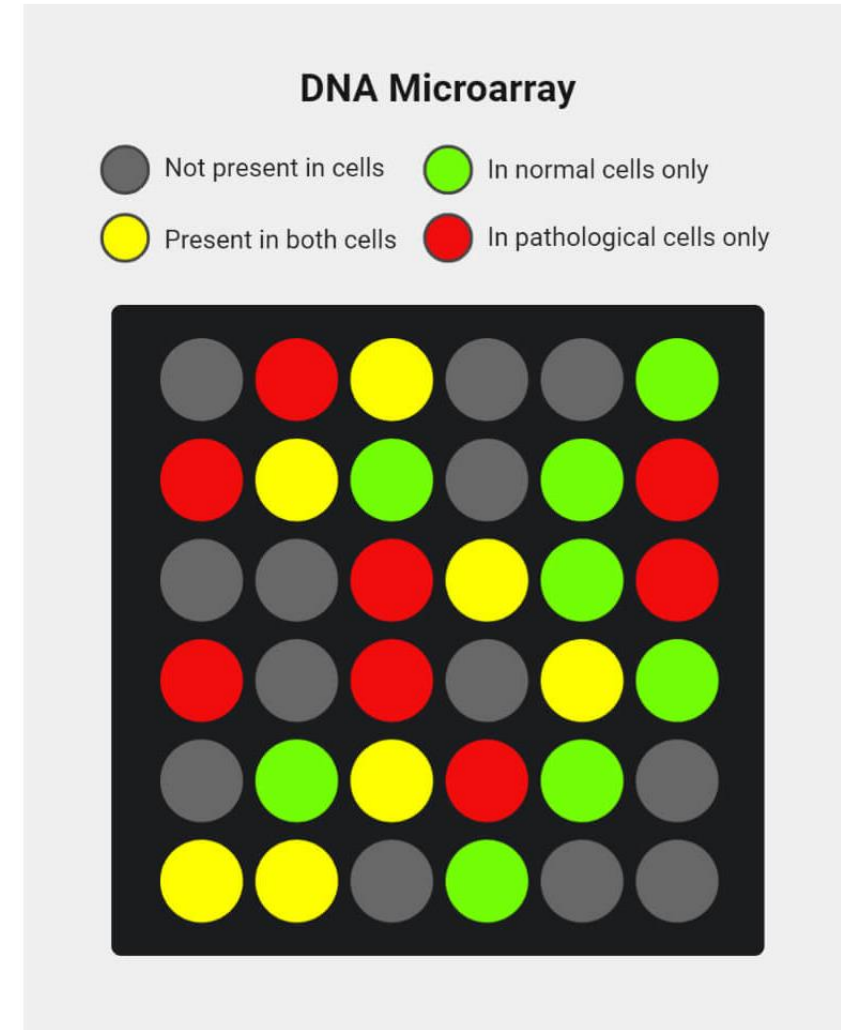 DNA Microarray
Not present in cells
In normal cells only
Present in both cells
In pathological cells only